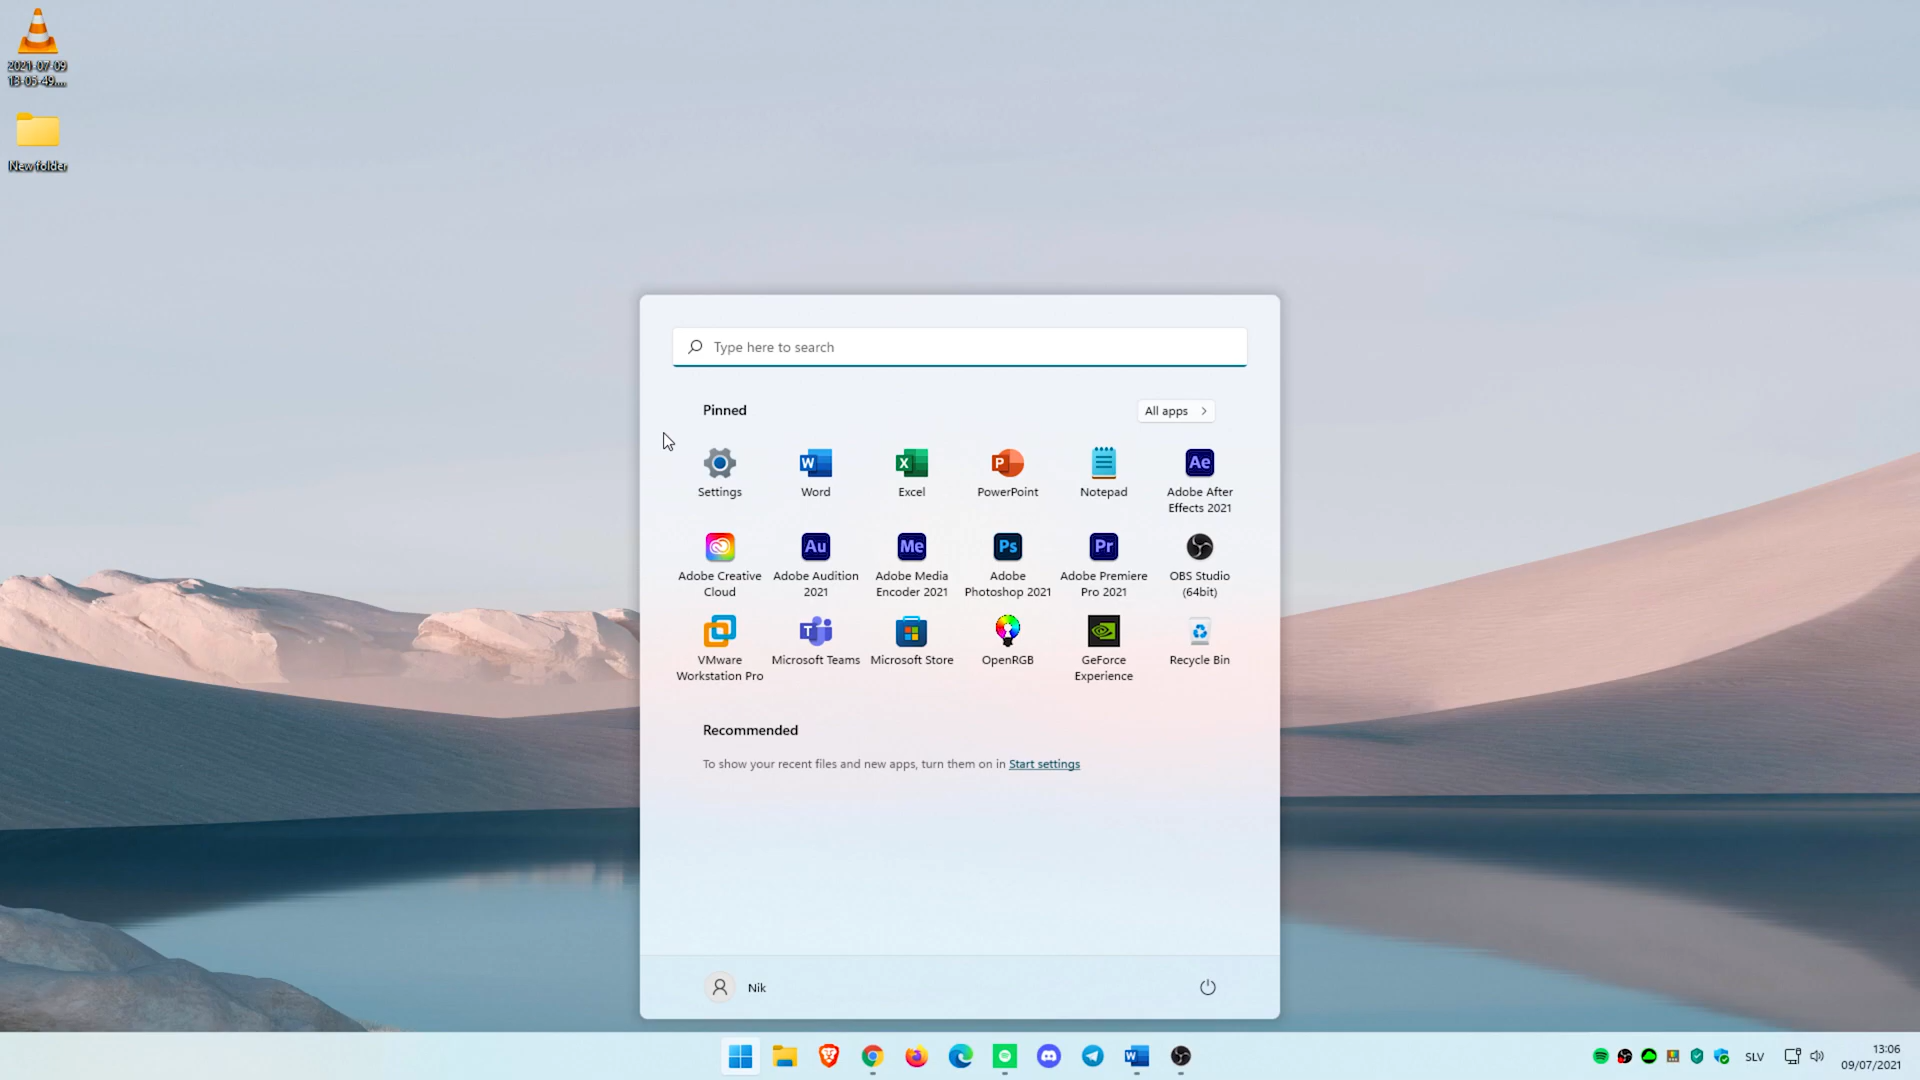 2021-07-09
13-05-49....
New folder
Type here to search
Pinned
All apps
Settings
Word
Excel
PowerPoint
Notepad
Adobe After
Effects 2021
Adobe Creative
Cloud
Adobe Audition
2021
Adobe Media
Encoder 2021
Adobe
Photoshop 2021
Adobe Premiere
Pro 2021
OBS Studio
(64bit)
VMware
Workstation Pro
Microsoft Teams
Microsoft Store
OpenRGB
GeForce
Experience
Recycle Bin
Recommended
To show your recent files and new apps, turn them on in Start settings
Nik
SLV
13:06
09/07/2021